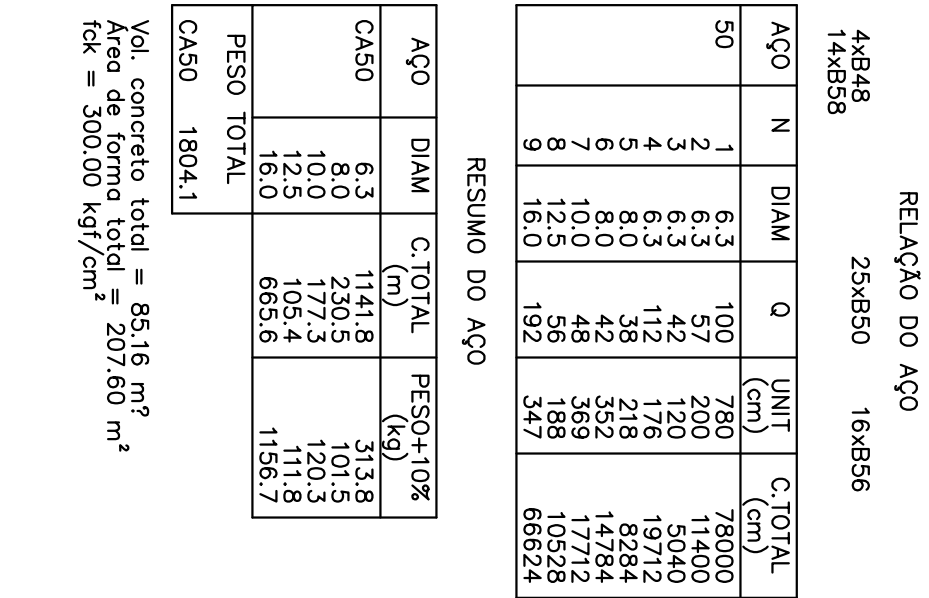 RELAÇÃO DO AÇO
4xB48 25xB50 16xB56
14xB58
AÇO N DIAM Q UNIT C.TOTAL
(cm) (cm)
50 1 6.3 100 780 78000
2 6.3 57 200 11400
3 6.3 42 120 5040
4 6.3 112 176 19712
5 8.0 38 218 8284
6 8.0 42 352 14784
7 10.0 48 369 17712
8 12.5 56 188 10528
9 16.0 192 347 66624
RESUMO DO AÇO
AÇO DIAM C.TOTAL PESO+10%
(m) (kg)
CA50 6.3 1141.8 313.8
8.0 230.5 101.5
10.0 177.3 120.3
12.5 105.4 111.8
16.0 665.6 1156.7
PESO TOTAL
CA50 1804.1
Vol. concreto total = 85.16 m?
Área de forma total = 207.60 m²
fck = 300.00 kgf/cm²